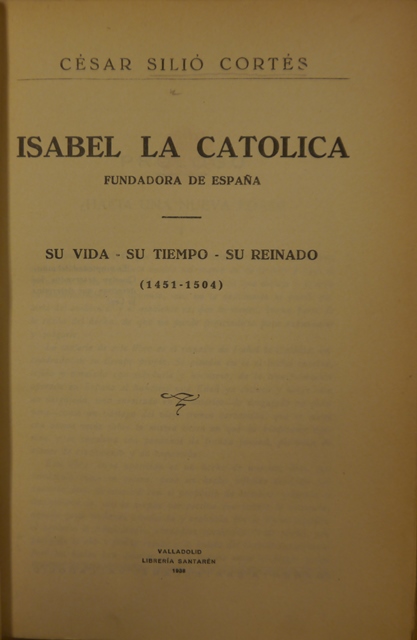 CÉSAR SILIÓ CORTÉS
ISABEL LA CATOLICA
FUNDADORA DE ESPAÑA
SU VIDA - SU TIEMPO - SU REINADO
(1451-1504)
VALLADOLID
LIBRERÍA SANTARÉN